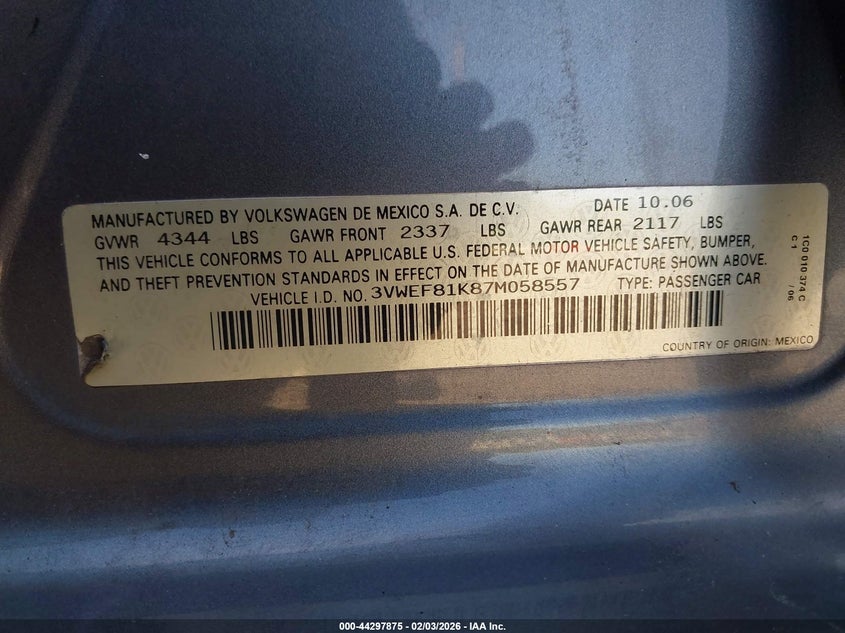 MANUFACTURED BY VOLKSWAGEN DE MEXICO S.A. DE C.V. DATE 10.06
GVWR 4344 LBS GAWR FRONT 2337 LBS GAWR REAR 2117 LBS
THIS VEHICLE CONFORMS TO ALL APPLICABLE U.S. FEDERAL MOTOR VEHICLE SAFETY, BUMPER,
AND THEFT PREVENTION STANDARDS IN EFFECT ON THE DATE OF MANUFACTURE SHOWN ABOVE.
VEHICLE I.D. NO. 3VWEF81K87M058557 TYPE: PASSENGER CAR
COUNTRY OF ORIGIN: MEXICO
1C0 010 374 C
C1 / 06
000-44297875 - 02/03/2026 - IAA Inc.